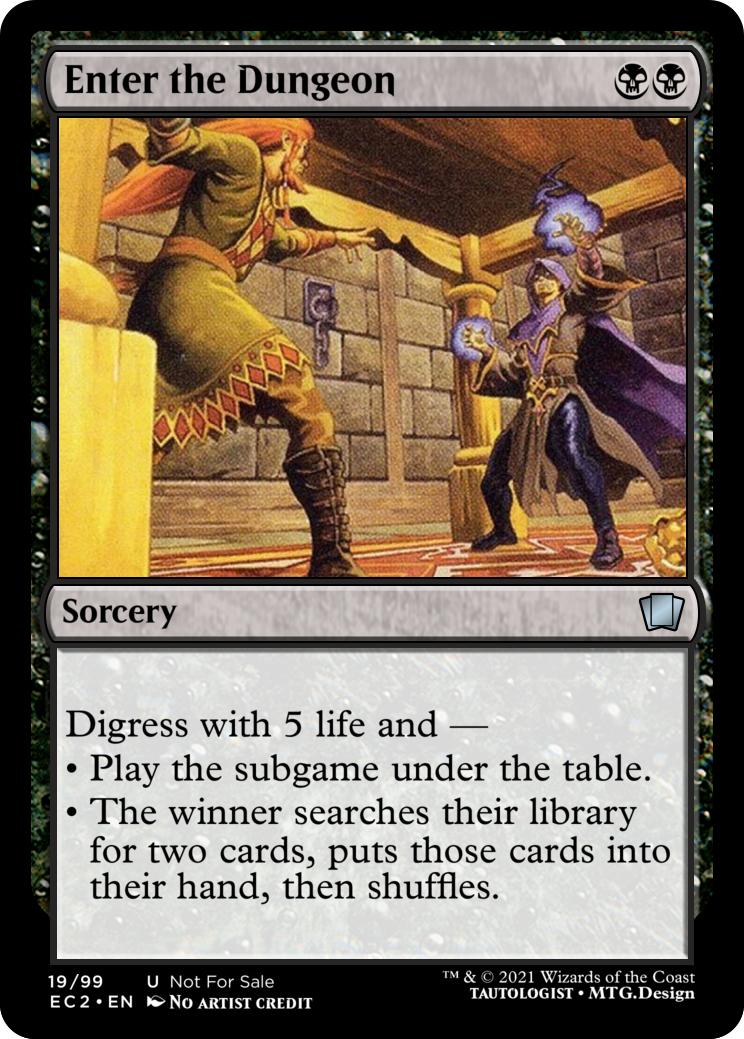 Enter the Dungeon
Sorcery
Digress with 5 life and —
• Play the subgame under the table.
• The winner searches their library
for two cards, puts those cards into
their hand, then shuffles.
19/99 U Not For Sale
EC2 • EN No artist credit
™ & © 2021 Wizards of the Coast
TAUTOLOGIST • MTG.Design